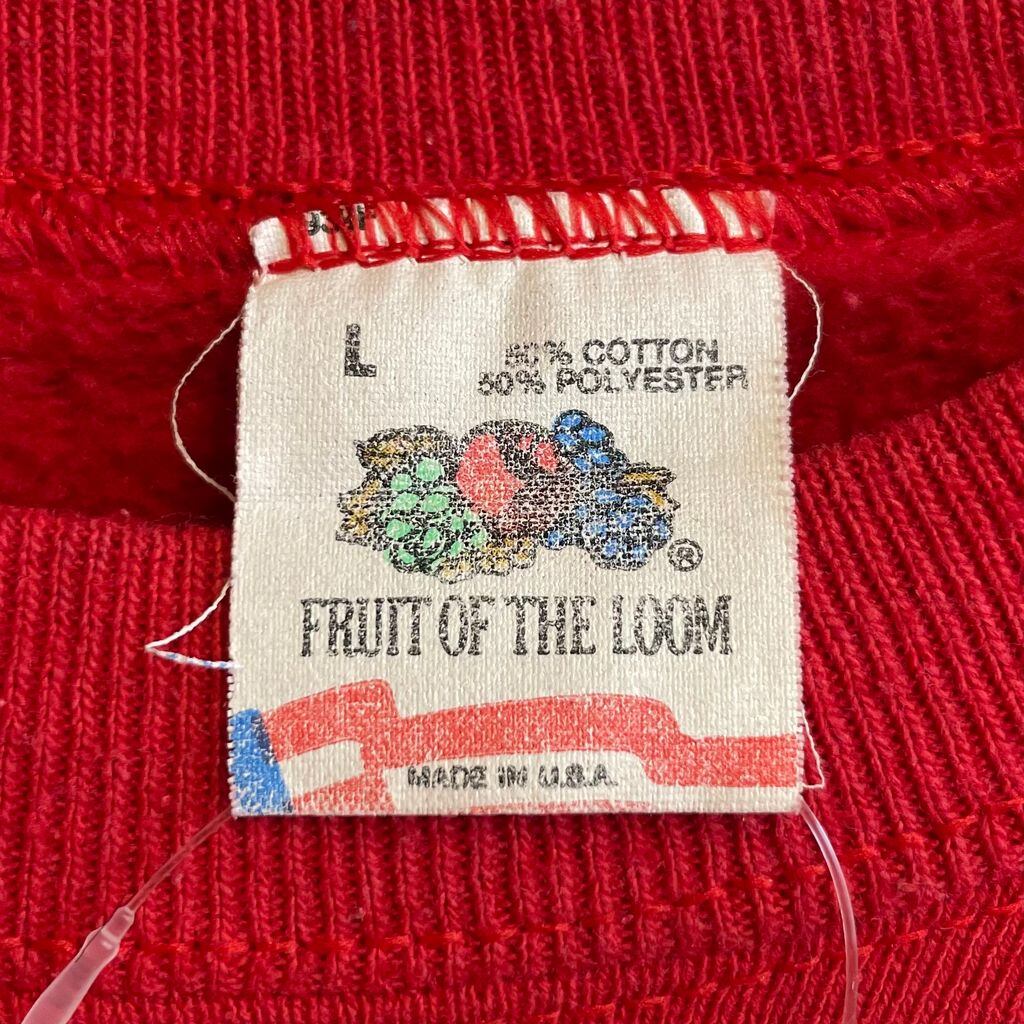 L
50% COTTON
50% POLYESTER
®
FRUIT OF THE LOOM
MADE IN U.S.A.